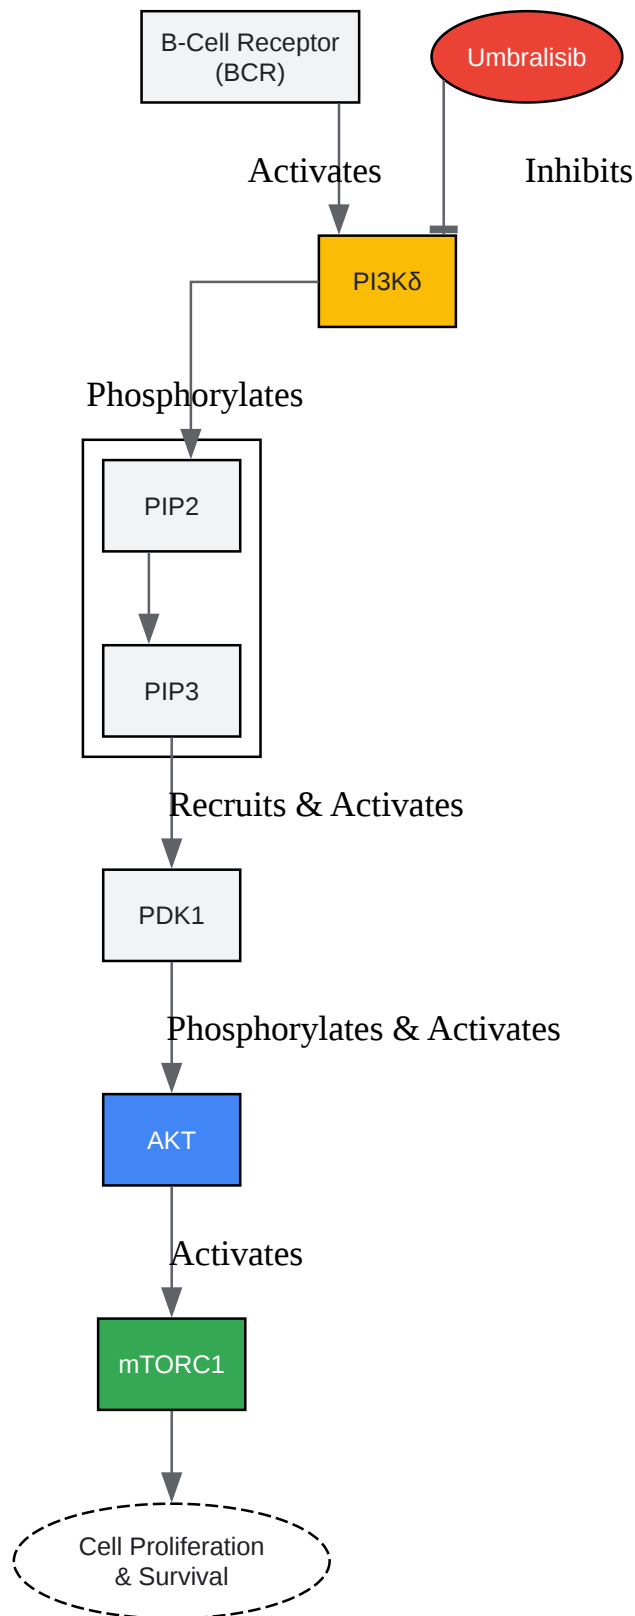 B-Cell Receptor
(BCR)
Umbralisib
Activates
Inhibits
PI3Kδ
Phosphorylates
PIP2
PIP3
Recruits & Activates
PDK1
Phosphorylates & Activates
AKT
Activates
mTORC1
Cell Proliferation
& Survival